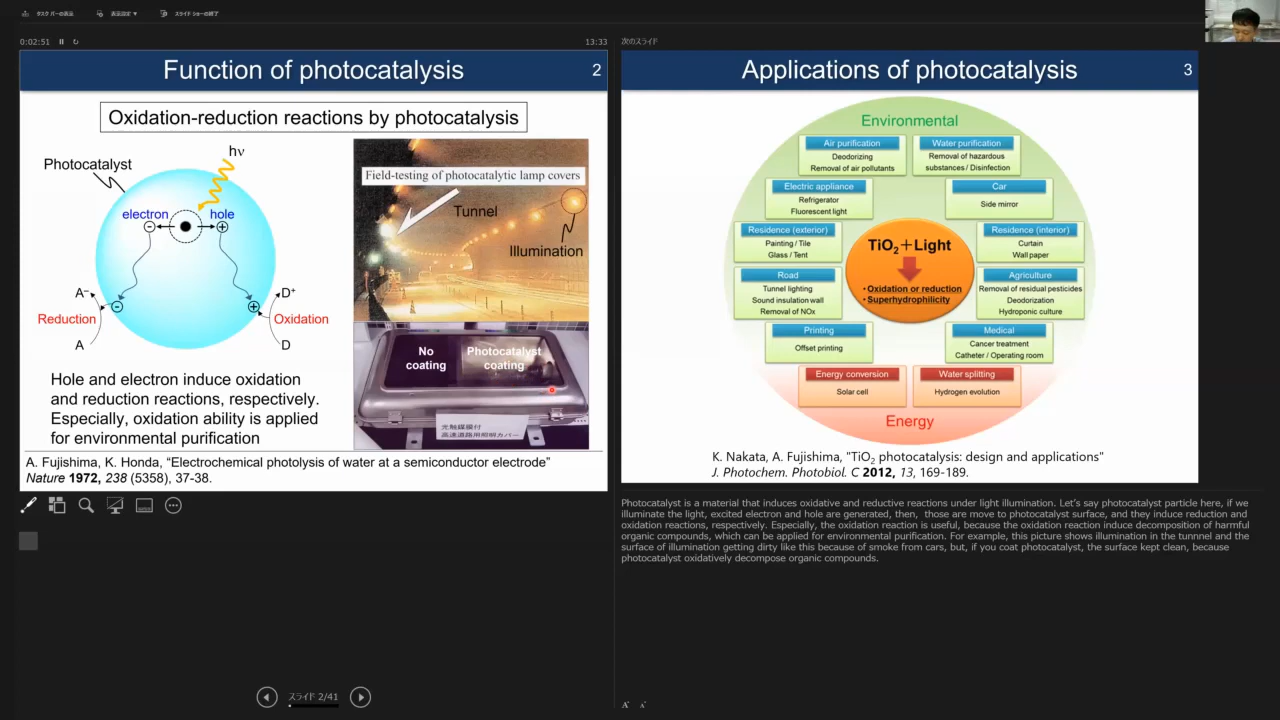 タスク バーの表示
表示設定 ▼
スライド ショーの終了
0:02:51
13:33
Function of photocatalysis
2
Oxidation-reduction reactions by photocatalysis
hν
Photocatalyst
electron
hole
A⁻
D⁺
Reduction
Oxidation
A
D
Hole and electron induce oxidation
and reduction reactions, respectively.
Especially, oxidation ability is applied
for environmental purification
Field-testing of photocatalytic lamp covers
Tunnel
Illumination
No
coating
Photocatalyst
coating
光触媒膜付
高速道路用照明カバー
A. Fujishima, K. Honda, “Electrochemical photolysis of water at a semiconductor electrode”
Nature 1972, 238 (5358), 37-38.
スライド 2/41
次のスライド
Applications of photocatalysis
3
Environmental
Air purification
Deodorizing
Removal of air pollutants
Water purification
Removal of hazardous
substances / Disinfection
Electric appliance
Refrigerator
Fluorescent light
Car
Side mirror
Residence (exterior)
Painting / Tile
Glass / Tent
TiO₂＋Light
・Oxidation or reduction
・Superhydrophilicity
Residence (interior)
Curtain
Wall paper
Road
Tunnel lighting
Sound insulation wall
Removal of NOx
Agriculture
Removal of residual pesticides
Deodorization
Hydroponic culture
Printing
Offset printing
Medical
Cancer treatment
Catheter / Operating room
Energy conversion
Solar cell
Water splitting
Hydrogen evolution
Energy
K. Nakata, A. Fujishima, "TiO₂ photocatalysis: design and applications"
J. Photochem. Photobiol. C 2012, 13, 169-189.
Photocatalyst is a material that induces oxidative and reductive reactions under light illumination. Let’s say photocatalyst particle here, if we
illuminate the light, excited electron and hole are generated, then, those are move to photocatalyst surface, and they induce reduction and
oxidation reactions, respectively. Especially, the oxidation reaction is useful, because the oxidation reaction induce decomposition of harmful
organic compounds, which can be applied for environmental purification. For example, this picture shows illumination in the tunnnel and the
surface of illumination getting dirty like this because of smoke from cars, but, if you coat photocatalyst, the surface kept clean, because
photocatalyst oxidatively decompose organic compounds.
A A